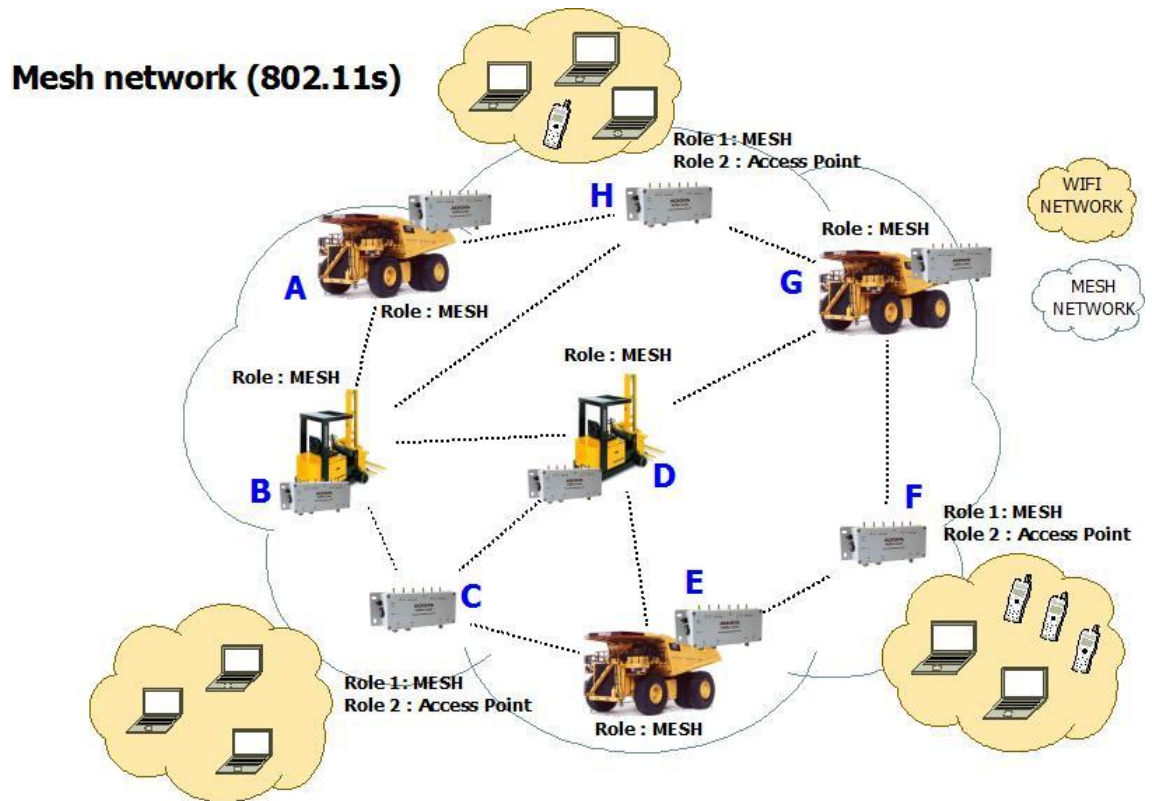 Mesh network (802.11s)
Role 1: MESH
Role 2 : Access Point
H
WIFI
NETWORK
Role : MESH
A
G
MESH
NETWORK
Role : MESH
Role : MESH
Role : MESH
B
D
F
Role 1: MESH
Role 2 : Access Point
C
E
Role 1: MESH
Role 2 : Access Point
Role : MESH